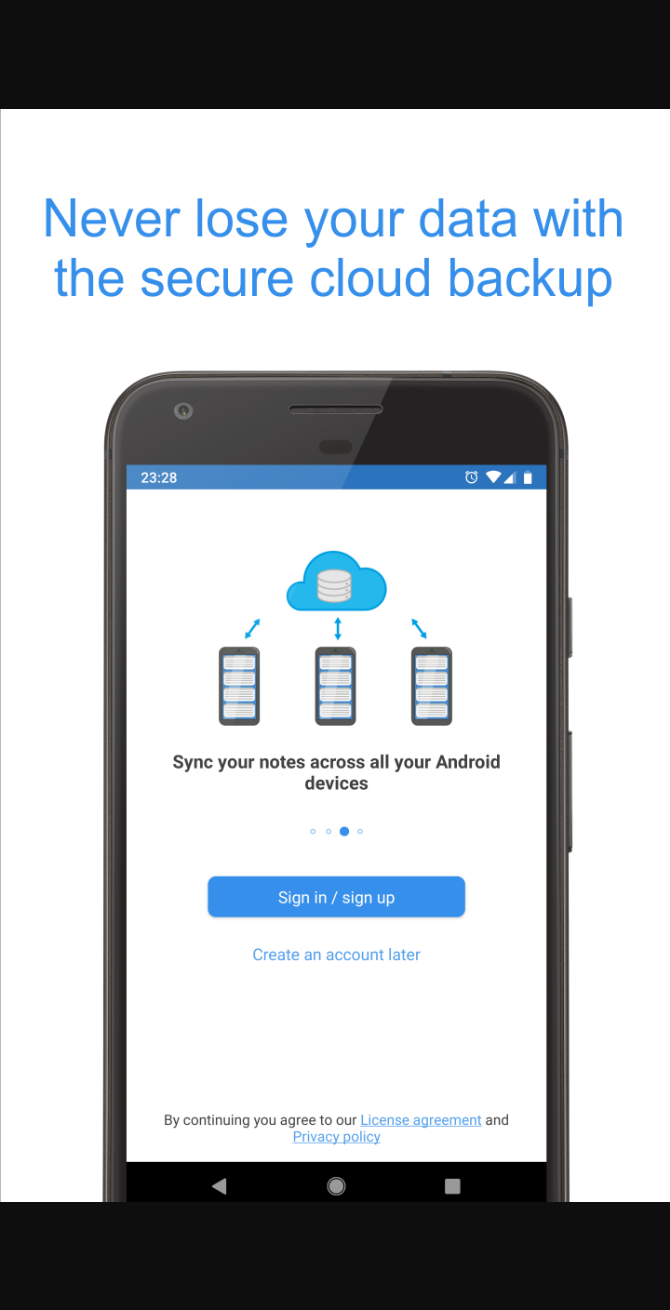 Never lose your data with
the secure cloud backup
23:28
Sync your notes across all your Android
devices
Sign in / sign up
Create an account later
By continuing you agree to our License agreement and
Privacy policy